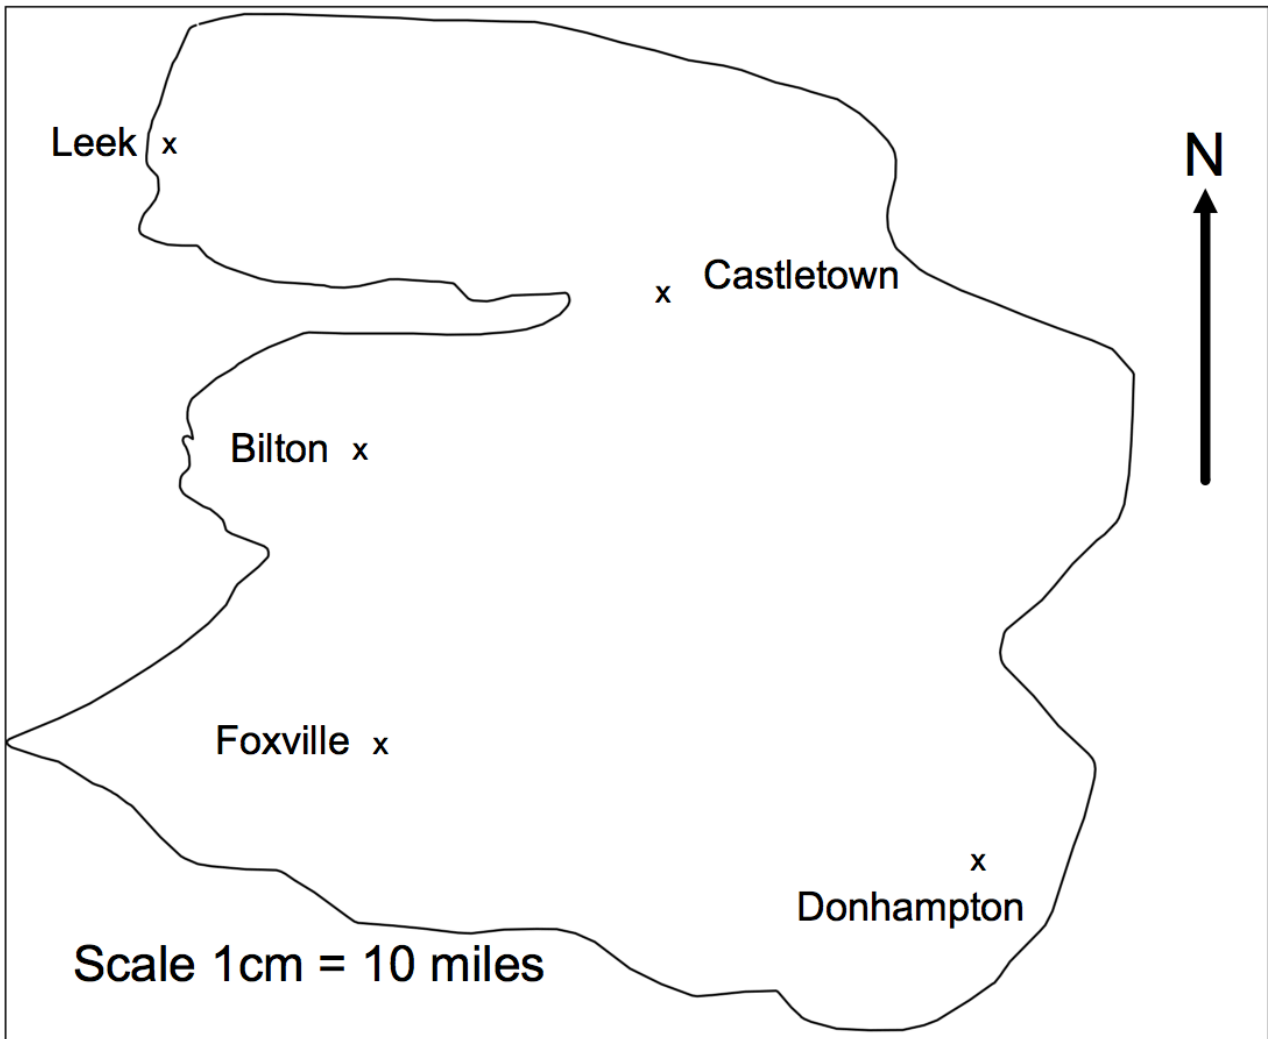 N
Leek x
Castletown
x
Bilton x
Foxville x
x
Donhampton
Scale 1cm = 10 miles